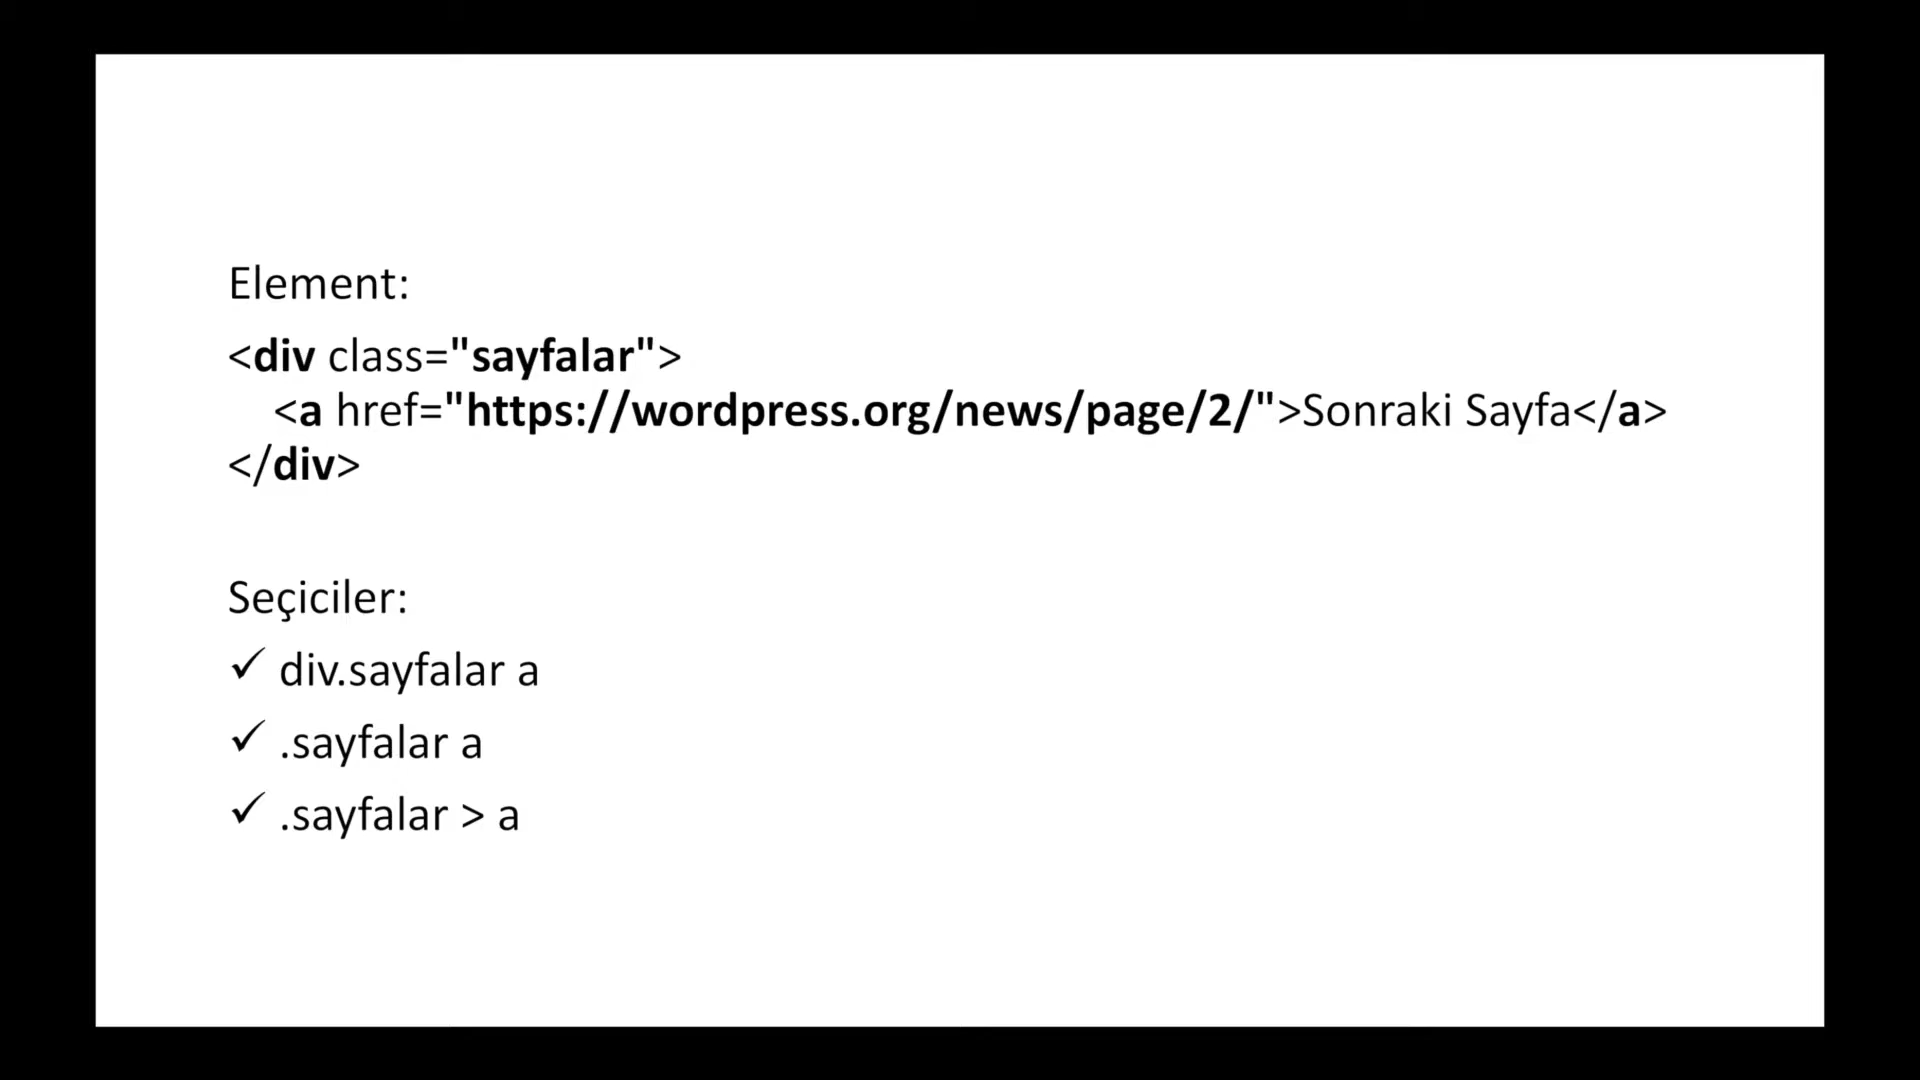 Element:
<div class="sayfalar">
<a href="https://wordpress.org/news/page/2/">Sonraki Sayfa</a>
</div>
Seçiciler:
✓ div.sayfalar a
✓ .sayfalar a
✓ .sayfalar > a